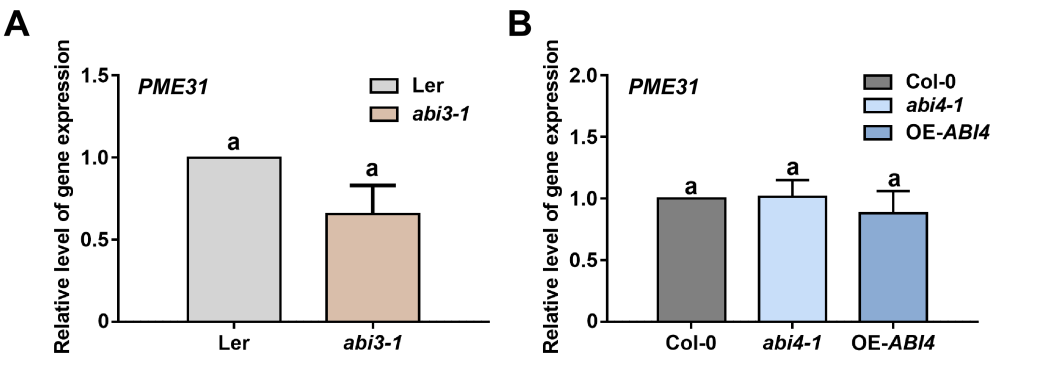 A
Relative level of gene expression
1.5
1.0
0.5
0
PME31
Ler
abi3-1
a
a
Ler
abi3-1
B
Relative level of gene expression
2.0
1.5
1.0
0.5
0
PME31
Col-0
abi4-1
OE-ABI4
a
a
a
Col-0
abi4-1
OE-ABI4